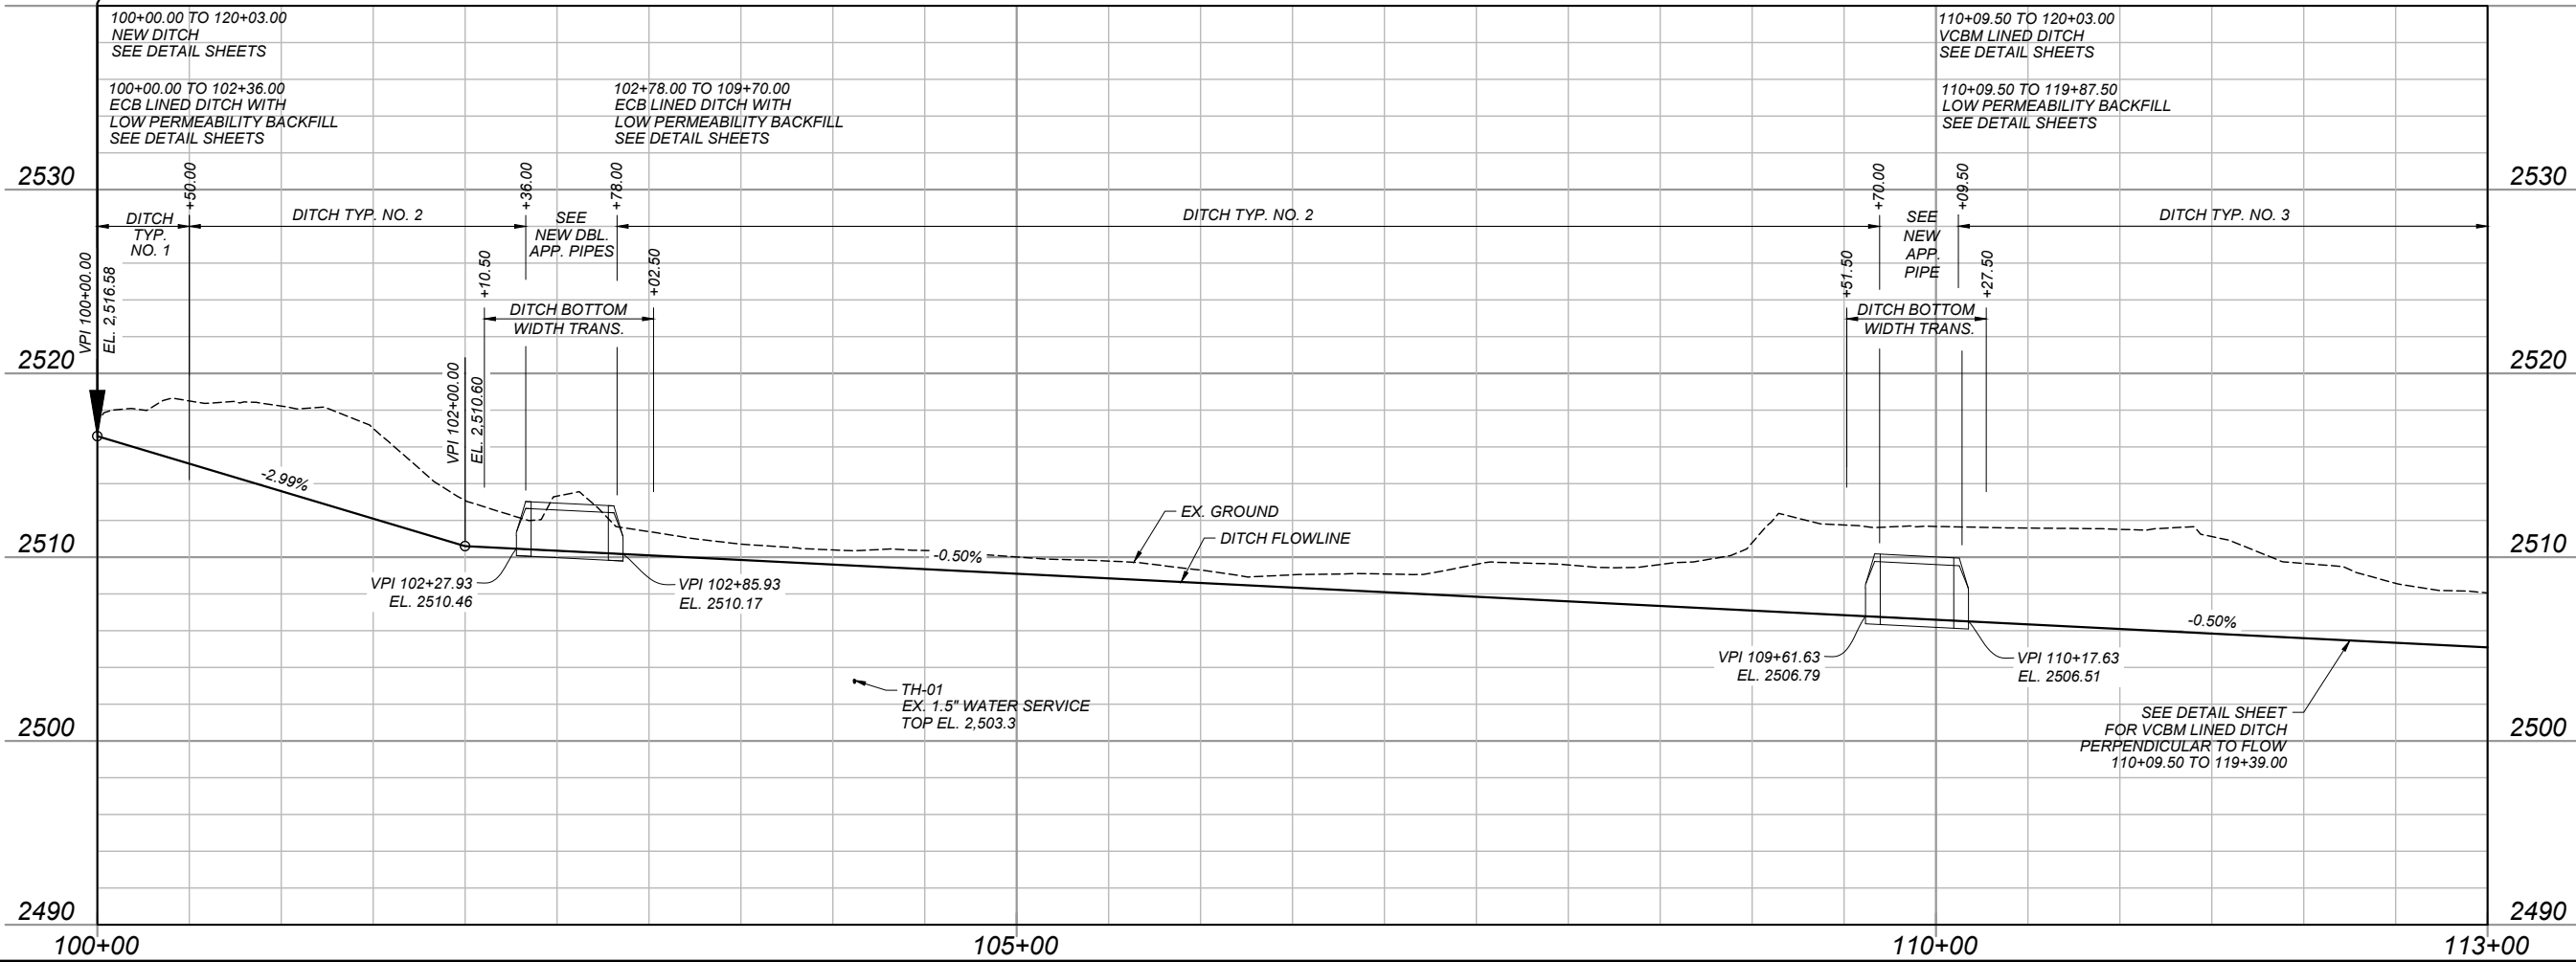 100+00.00 TO 120+03.00
NEW DITCH
SEE DETAIL SHEETS
110+09.50 TO 120+03.00
VCBM LINED DITCH
SEE DETAIL SHEETS
100+00.00 TO 102+36.00
ECB LINED DITCH WITH
LOW PERMEABILITY BACKFILL
SEE DETAIL SHEETS
102+78.00 TO 109+70.00
ECB LINED DITCH WITH
LOW PERMEABILITY BACKFILL
SEE DETAIL SHEETS
110+09.50 TO 119+87.50
LOW PERMEABILITY BACKFILL
SEE DETAIL SHEETS
2530
+50.00
+36.00
+78.00
+70.00
+09.50
2530
DITCH
TYP.
NO. 1
DITCH TYP. NO. 2
SEE
NEW DBL.
APP. PIPES
DITCH TYP. NO. 2
SEE
NEW
APP.
PIPE
DITCH TYP. NO. 3
VPI 100+00.00
EL. 2,516.58
+10.50
+02.50
+51.50
+27.50
DITCH BOTTOM
WIDTH TRANS.
DITCH BOTTOM
WIDTH TRANS.
2520
2520
VPI 102+00.00
EL. 2,510.60
-2.99%
EX. GROUND
DITCH FLOWLINE
2510
-0.50%
2510
VPI 102+27.93
EL. 2510.46
VPI 102+85.93
EL. 2510.17
-0.50%
VPI 109+61.63
EL. 2506.79
VPI 110+17.63
EL. 2506.51
TH-01
EX. 1.5" WATER SERVICE
TOP EL. 2,503.3
SEE DETAIL SHEET
FOR VCBM LINED DITCH
PERPENDICULAR TO FLOW
110+09.50 TO 119+39.00
2500
2500
2490
2490
100+00
105+00
110+00
113+00